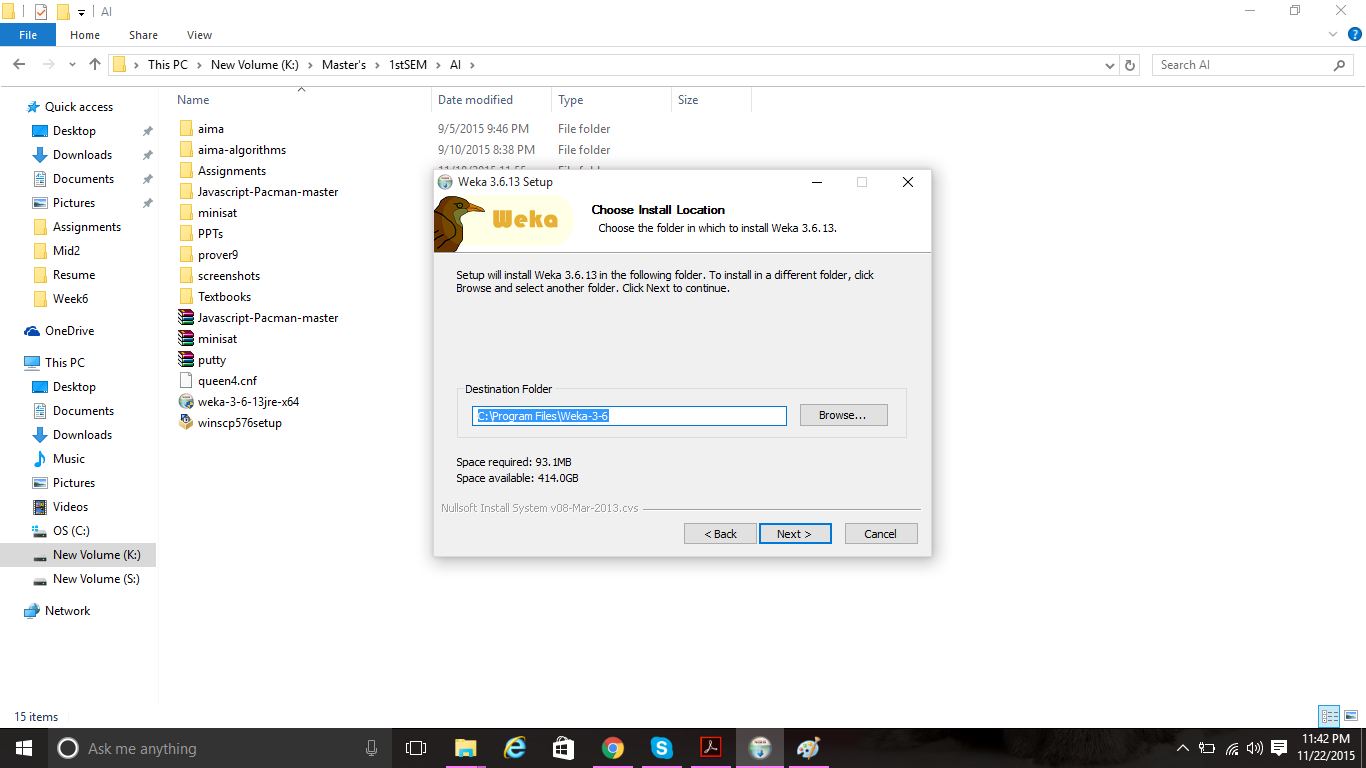 AI
File Home Share View
This PC New Volume (K:) Master's 1stSEM AI
Search AI
Name Date modified Type Size
Quick access
Desktop
Downloads
Documents
Pictures
Assignments
Mid2
Resume
Week6
OneDrive
This PC
Desktop
Documents
Downloads
Music
Pictures
Videos
OS (C:)
New Volume (K:)
New Volume (S:)
Network
aima 9/5/2015 9:46 PM File folder
aima-algorithms 9/10/2015 8:38 PM File folder
Assignments
Javascript-Pacman-master
minisat
PPTs
prover9
screenshots
Textbooks
Javascript-Pacman-master
minisat
putty
queen4.cnf
weka-3-6-13jre-x64
winscp576setup
Weka 3.6.13 Setup
Weka
Choose Install Location
Choose the folder in which to install Weka 3.6.13.
Setup will install Weka 3.6.13 in the following folder. To install in a different folder, click
Browse and select another folder. Click Next to continue.
Destination Folder
C:\Program Files\Weka-3-6
Browse...
Space required: 93.1MB
Space available: 414.0GB
Nullsoft Install System v08-Mar-2013.cvs
< Back Next > Cancel
15 items
Ask me anything
11:42 PM
11/22/2015